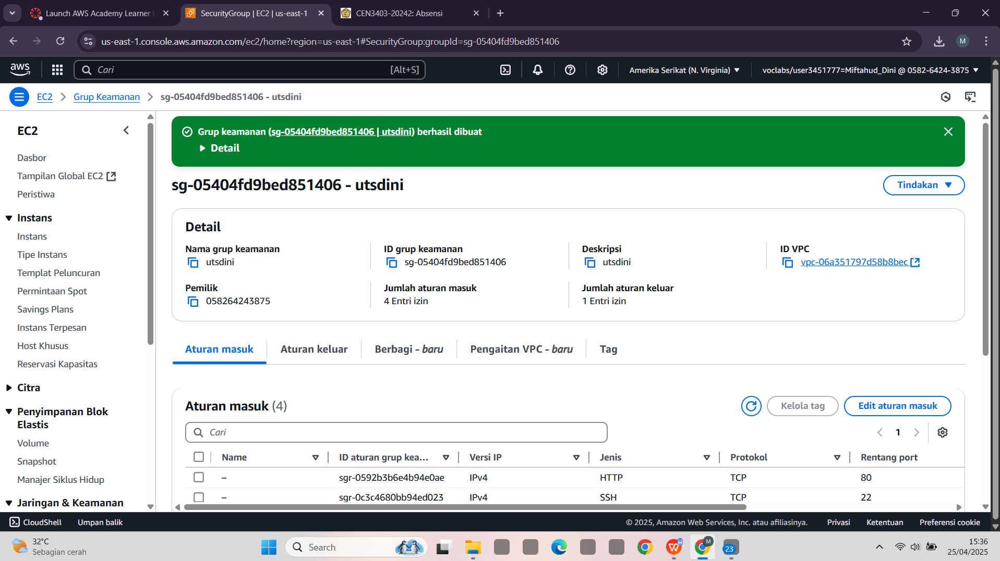 Launch AWS Academy Learner
SecurityGroup | EC2 | us-east-1
CEN3403-20242: Absensi
us-east-1.console.aws.amazon.com/ec2/home?region=us-east-1#SecurityGroup:groupId=sg-05404fd9bed851406
M
aws
Cari
[Alt+S]
Amerika Serikat (N. Virginia)
voclabs/user3451777=Miftahud_Dini @ 0582-6424-3875
EC2
Grup Keamanan
sg-05404fd9bed851406 - utsdini
EC2
Dasbor
Tampilan Global EC2
Peristiwa
Instans
Instans
Tipe Instans
Templat Peluncuran
Permintaan Spot
Savings Plans
Instans Terpesan
Host Khusus
Reservasi Kapasitas
Citra
Penyimpanan Blok
Elastis
Volume
Snapshot
Manajer Siklus Hidup
Jaringan & Keamanan
Grup keamanan (sg-05404fd9bed851406 | utsdini) berhasil dibuat
Detail
sg-05404fd9bed851406 - utsdini
Tindakan
Detail
Nama grup keamanan
utsdini
ID grup keamanan
sg-05404fd9bed851406
Deskripsi
utsdini
ID VPC
vpc-06a351797d58b8bec
Pemilik
058264243875
Jumlah aturan masuk
4 Entri izin
Jumlah aturan keluar
1 Entri izin
Aturan masuk
Aturan keluar
Berbagi - baru
Pengaitan VPC - baru
Tag
Aturan masuk (4)
Kelola tag
Edit aturan masuk
Cari
1
Name ID aturan grup kea... Versi IP Jenis Protokol Rentang port
– sgr-0592b3b6e4b94e0ae IPv4 HTTP TCP 80
– sgr-0c3c4680bb94ed023 IPv4 SSH TCP 22
CloudShell
Umpan balik
© 2025, Amazon Web Services, Inc. atau afiliasinya.
Privasi
Ketentuan
Preferensi cookie
32°C
Sebagian cerah
Search
M
23
15:36
25/04/2025